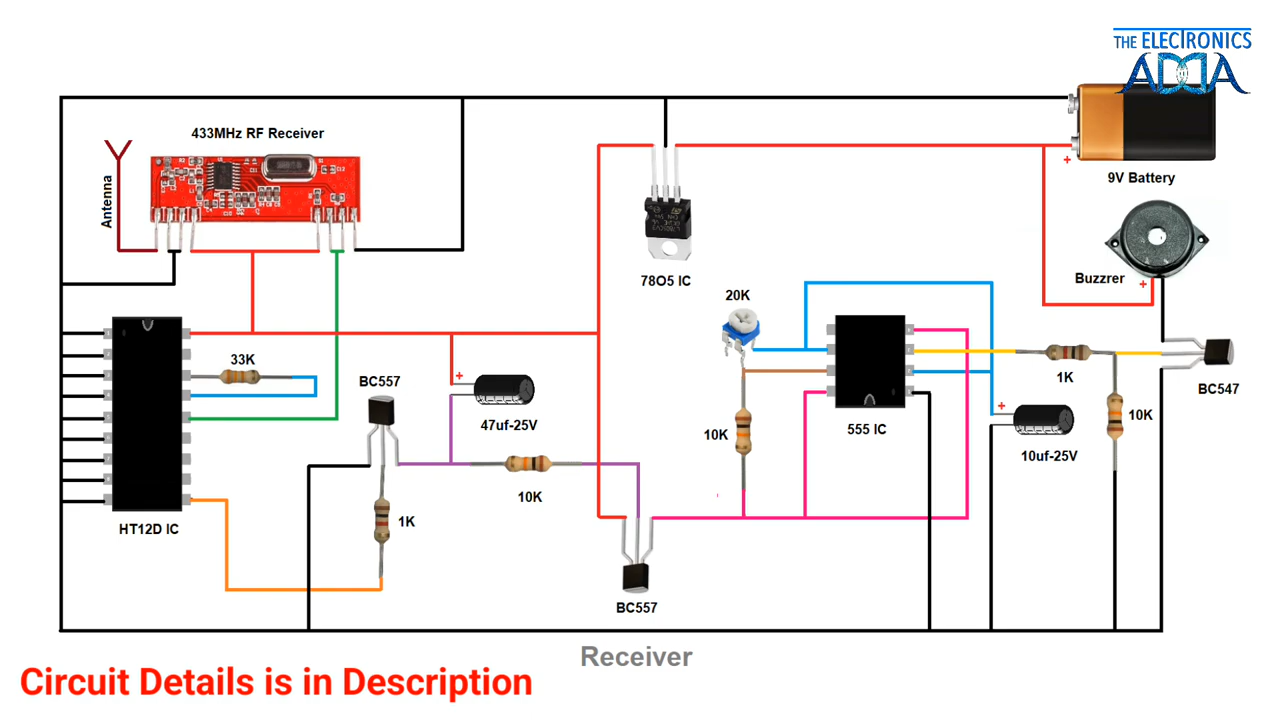 THE ELECTRONICS
ADDA
433MHz RF Receiver
Antenna
9V Battery
+
Buzzrer
+
78O5 IC
20K
33K
BC557
+
47uf-25V
1K
BC547
555 IC
10K
10K
+
10uf-25V
10K
HT12D IC
1K
BC557
Receiver
Circuit Details is in Description